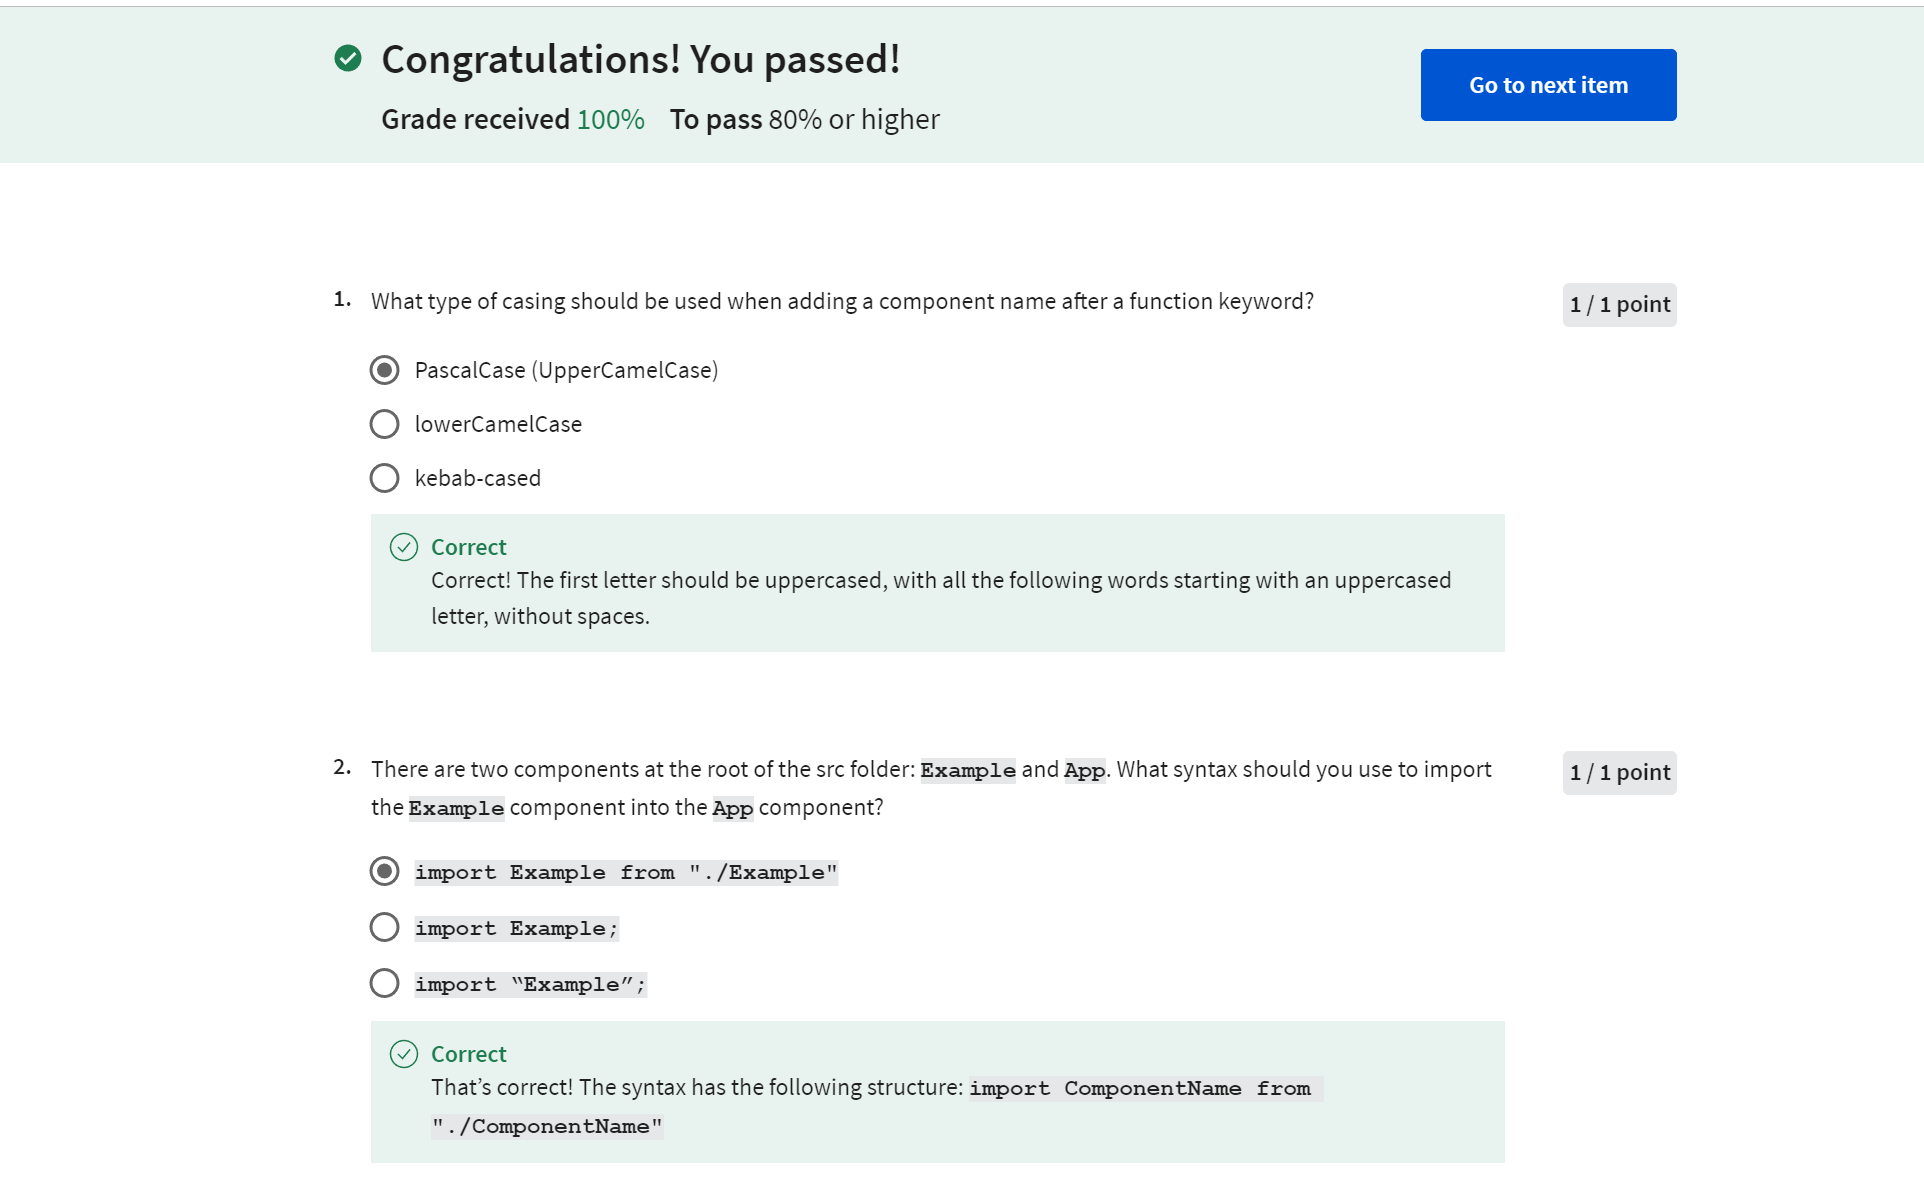 Congratulations! You passed!
Go to next item
Grade received 100% To pass 80% or higher
1. What type of casing should be used when adding a component name after a function keyword?
1 / 1 point
PascalCase (UpperCamelCase)
lowerCamelCase
kebab-cased
Correct
Correct! The first letter should be uppercased, with all the following words starting with an uppercased
letter, without spaces.
2. There are two components at the root of the src folder: Example and App. What syntax should you use to import
the Example component into the App component?
1 / 1 point
import Example from "./Example"
import Example;
import “Example”;
Correct
That’s correct! The syntax has the following structure: import ComponentName from
"./ComponentName"